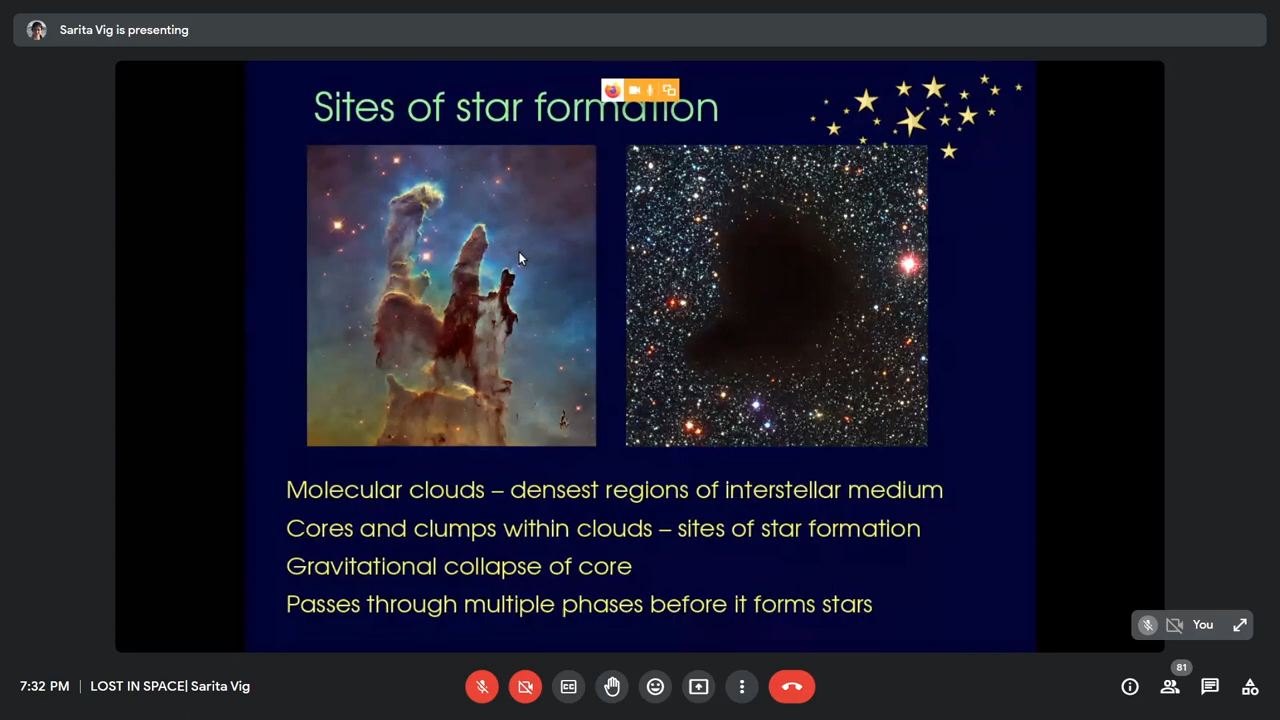 Sarita Vig is presenting
Sites of star formation
Molecular clouds – densest regions of interstellar medium
Cores and clumps within clouds – sites of star formation
Gravitational collapse of core
Passes through multiple phases before it forms stars
You
81
7:32 PM | LOST IN SPACE| Sarita Vig